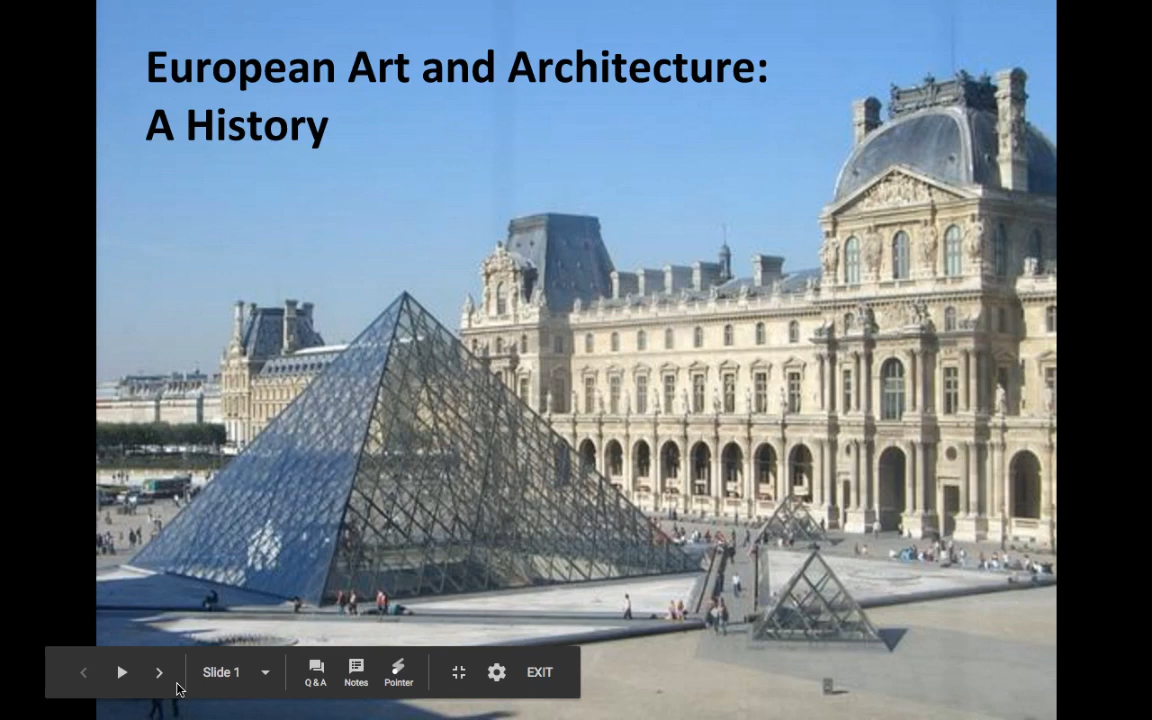 European Art and Architecture:
A History
Slide 1
Q & A
Notes
Pointer
EXIT